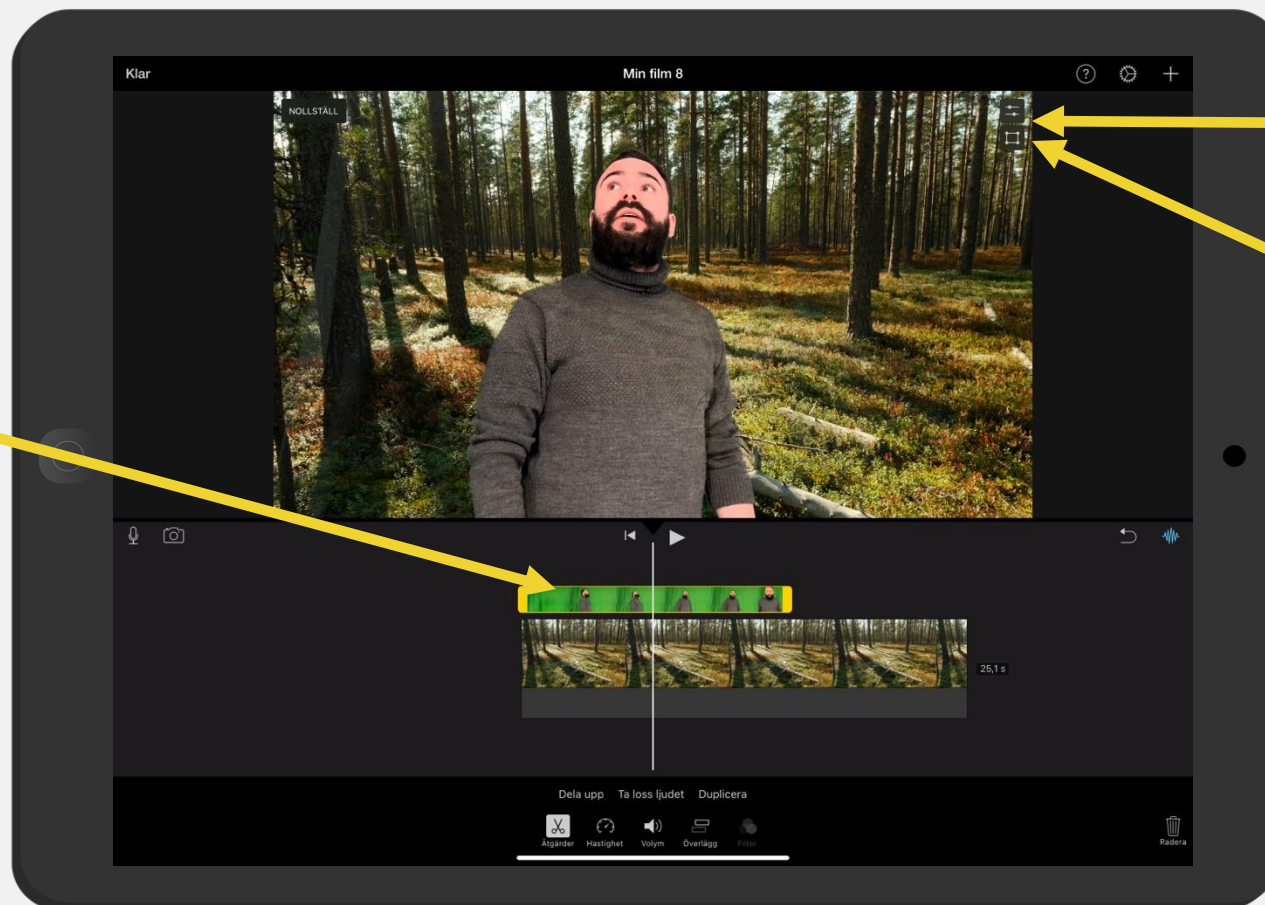 Klar
Min film 8
?
NOLLSTÄLL
25,1 s
Dela upp Ta loss ljudet Duplicera
Åtgärder Hastighet Volym Överlägg Filter
Radera